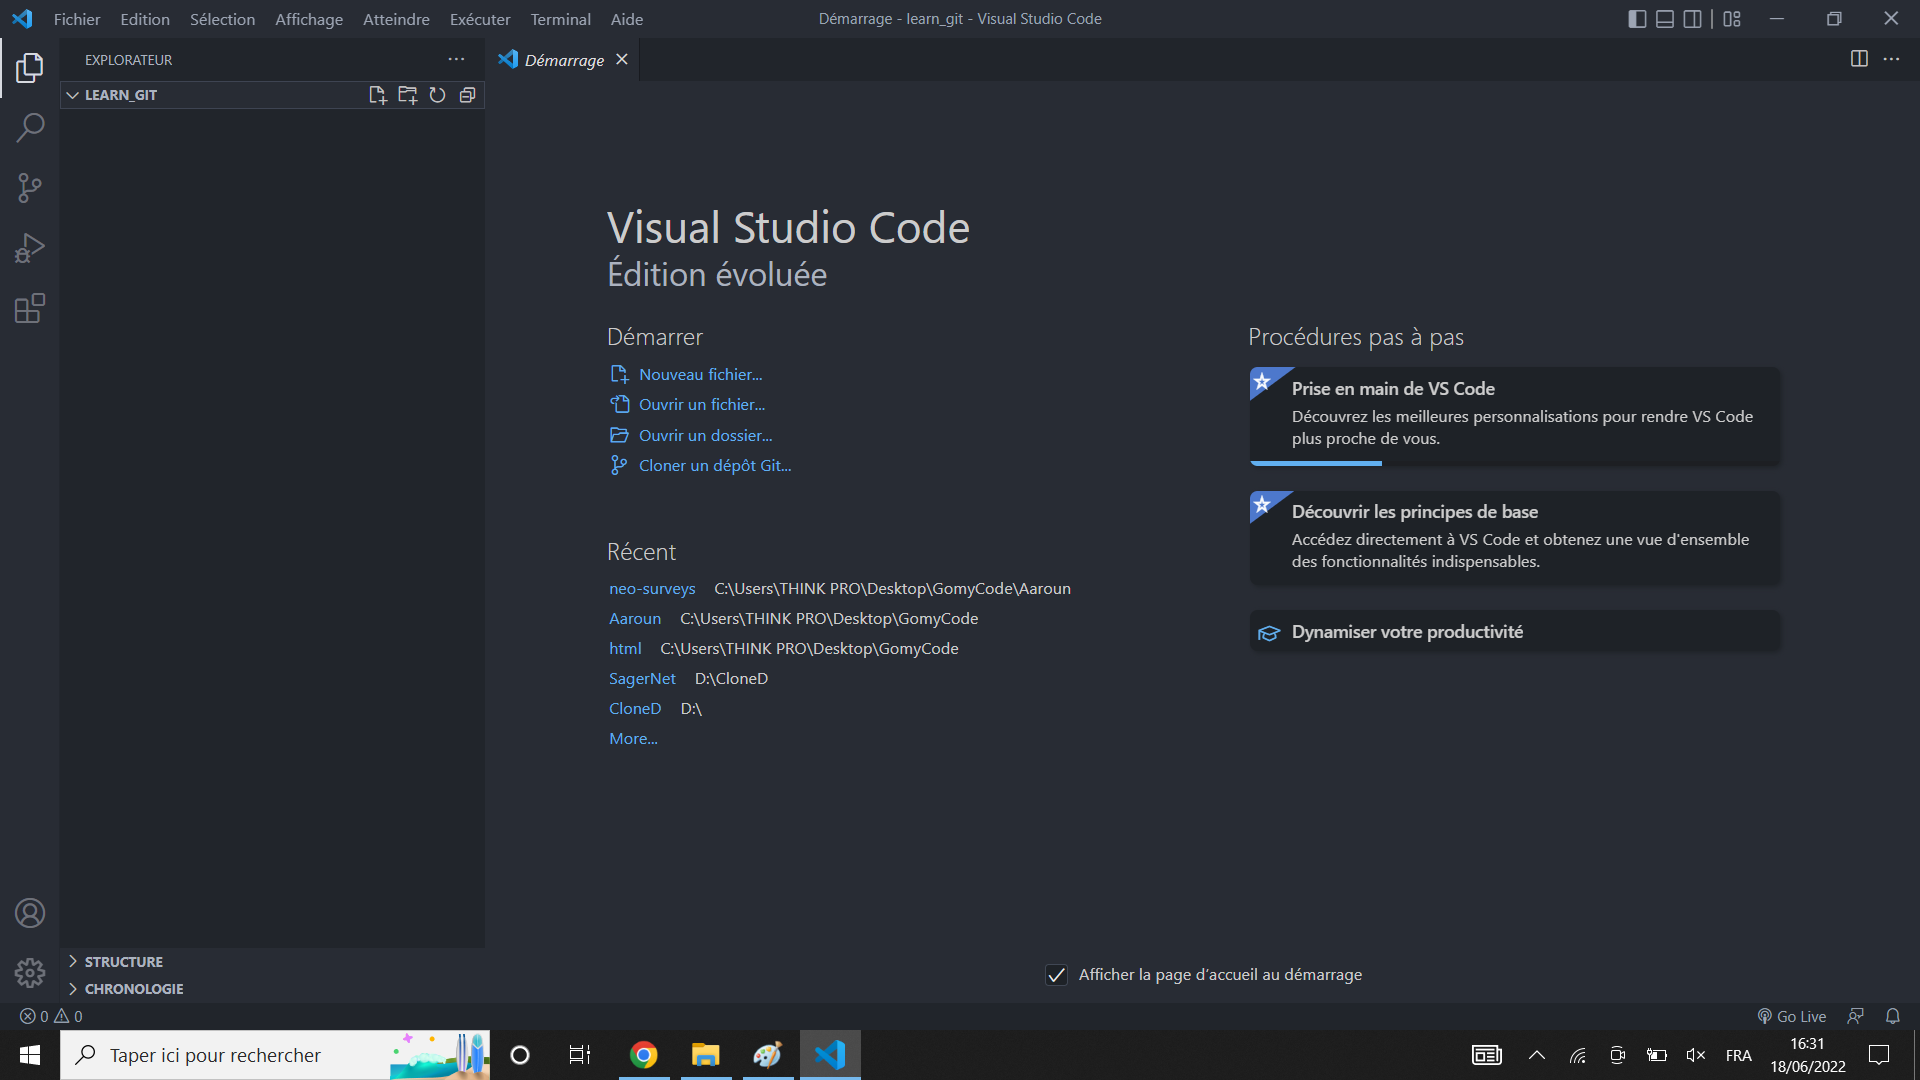 Fichier Edition Sélection Affichage Atteindre Exécuter Terminal Aide
Démarrage - learn_git - Visual Studio Code
EXPLORATEUR
Démarrage
LEARN_GIT
Visual Studio Code
Édition évoluée
Démarrer
Nouveau fichier...
Ouvrir un fichier...
Ouvrir un dossier...
Cloner un dépôt Git...
Récent
neo-surveys C:\Users\THINK PRO\Desktop\GomyCode\Aaroun
Aaroun C:\Users\THINK PRO\Desktop\GomyCode
html C:\Users\THINK PRO\Desktop\GomyCode
SagerNet D:\CloneD
CloneD D:\
More...
Procédures pas à pas
Prise en main de VS Code
Découvrez les meilleures personnalisations pour rendre VS Code
plus proche de vous.
Découvrir les principes de base
Accédez directement à VS Code et obtenez une vue d'ensemble
des fonctionnalités indispensables.
Dynamiser votre productivité
Afficher la page d’accueil au démarrage
STRUCTURE
CHRONOLOGIE
0 0
Go Live
Taper ici pour rechercher
FRA
16:31
18/06/2022